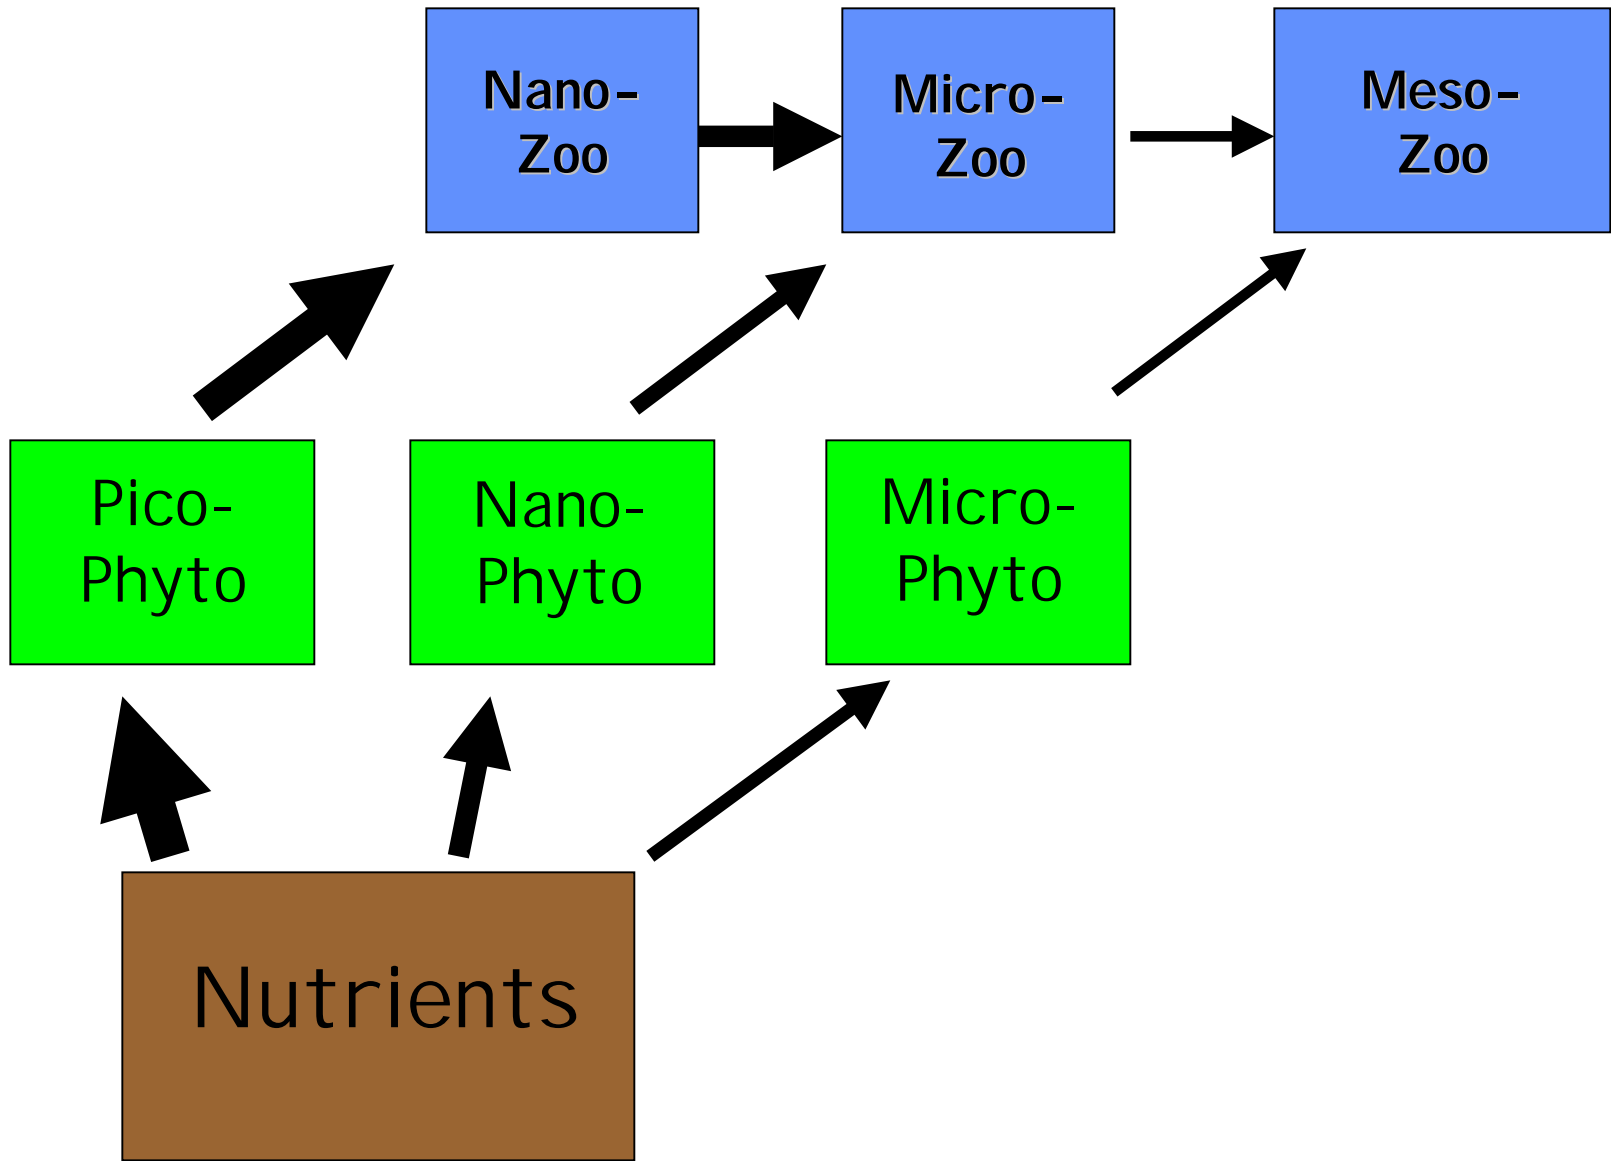 Nano-
Zoo
Micro-
Zoo
Meso-
Zoo
Pico-
Phyto
Nano-
Phyto
Micro-
Phyto
Nutrients